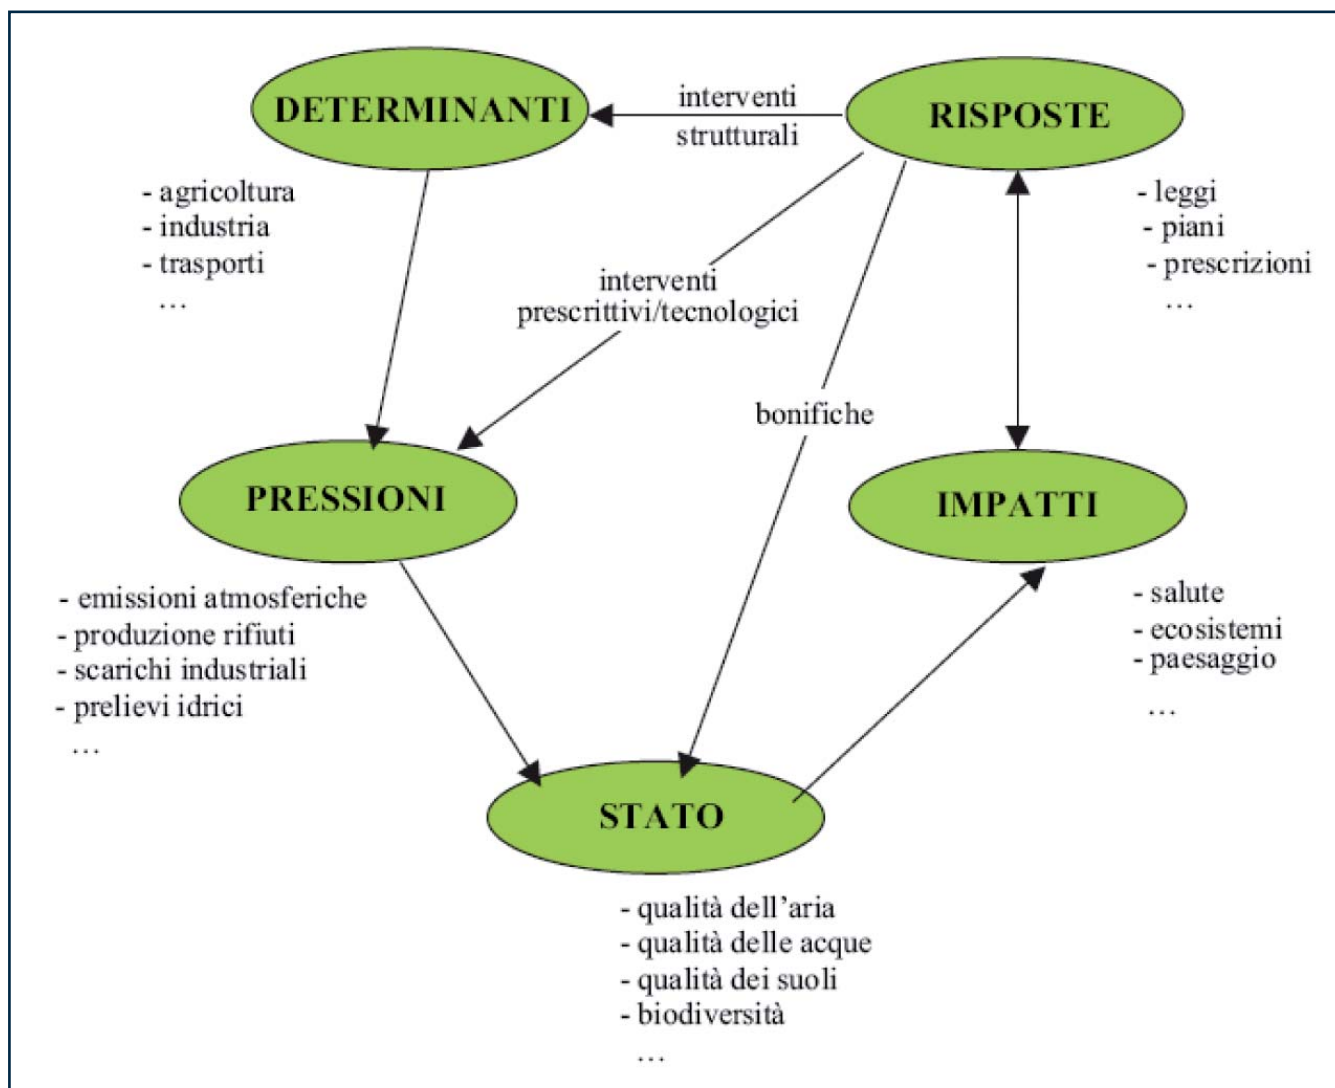 DETERMINANTI
interventi
strutturali
RISPOSTE
- agricoltura
- industria
- trasporti
...
- leggi
- piani
- prescrizioni
...
interventi
prescrittivi/tecnologici
bonifiche
PRESSIONI
IMPATTI
- emissioni atmosferiche
- produzione rifiuti
- scarichi industriali
- prelievi idrici
...
- salute
- ecosistemi
- paesaggio
...
STATO
- qualità dell'aria
- qualità delle acque
- qualità dei suoli
- biodiversità
...